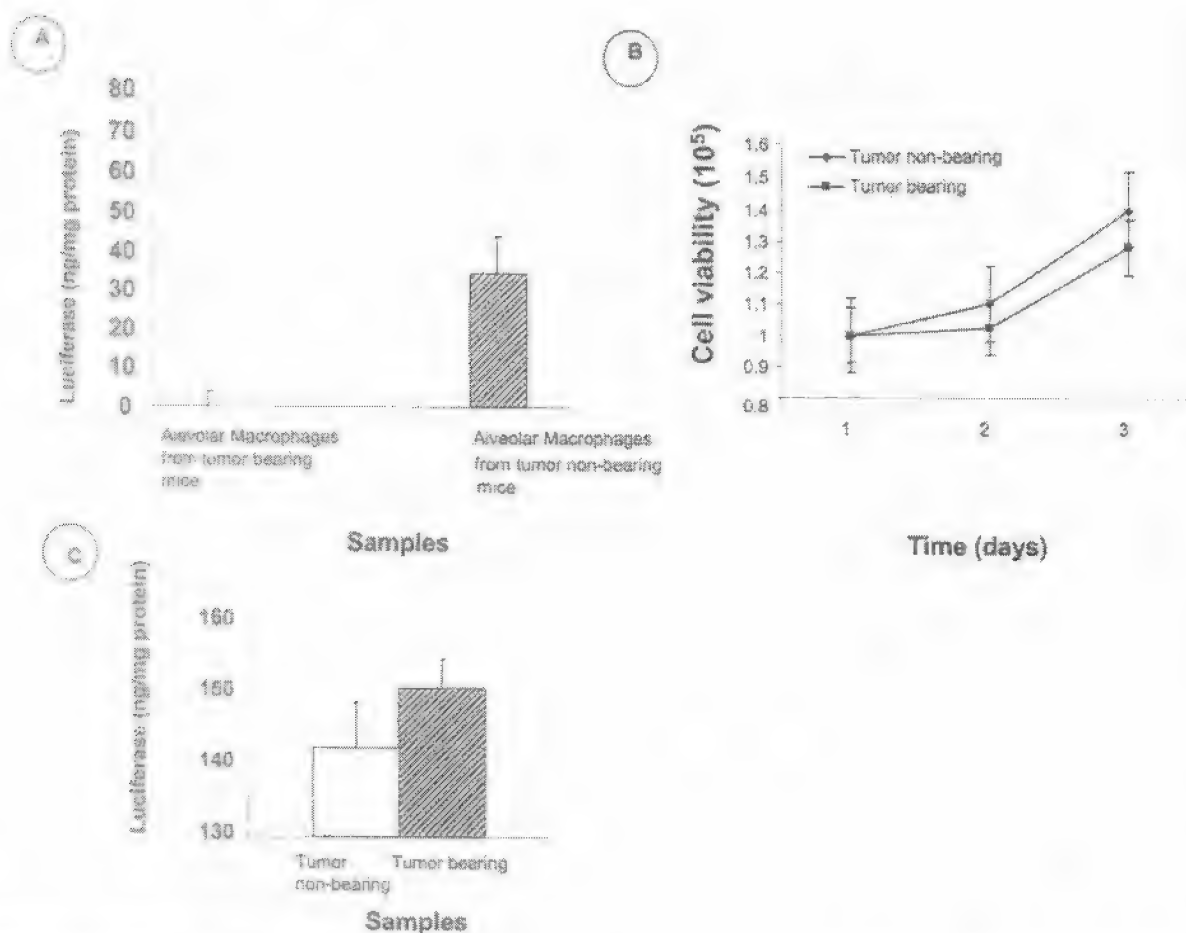 A
Luciferase (ng/mg protein)
80
70
60
50
40
30
20
10
0
Alevolar Macrophages
from tumor bearing
mice
Alveolar Macrophages
from tumor non-bearing
mice
Samples
B
Cell viability (10⁵)
1.6
1.5
1.4
1.3
1.2
1.1
1
0.9
0.8
Tumor non-bearing
Tumor bearing
1 2 3
Time (days)
C
Luciferase (ng/mg protein)
160
150
140
130
Tumor
non-bearing
Tumor bearing
Samples